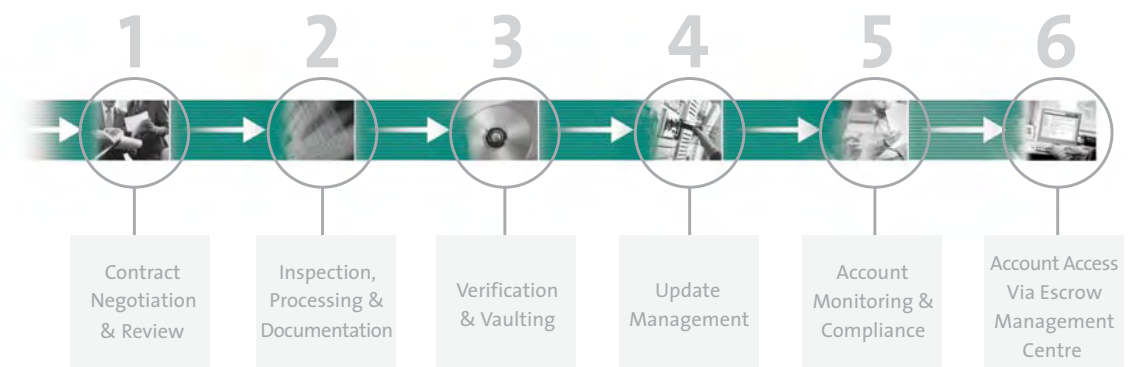 1
2
3
4
5
6
Contract
Negotiation
& Review
Inspection,
Processing &
Documentation
Verification
& Vaulting
Update
Management
Account
Monitoring &
Compliance
Account Access
Via Escrow
Management
Centre